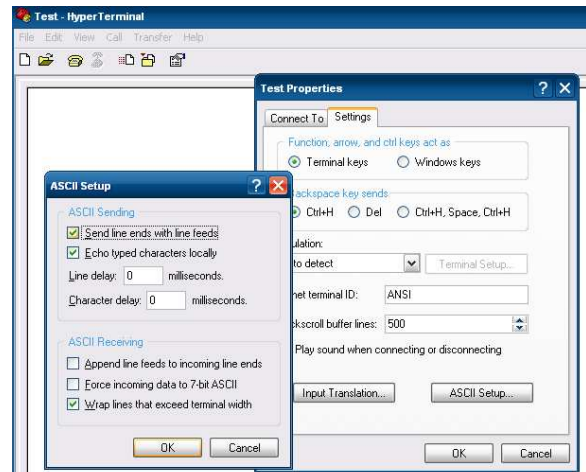 Test - HyperTerminal
File Edit View Call Transfer Help
Test Properties
Connect To Settings
Function, arrow, and ctrl keys act as
Terminal keys Windows keys
ackspace key sends
Ctrl+H Del Ctrl+H, Space, Ctrl+H
ulation:
to detect Terminal Setup...
net terminal ID: ANSI
ckscroll buffer lines: 500
Play sound when connecting or disconnecting
Input Translation... ASCII Setup...
OK Cancel
ASCII Setup
ASCII Sending
Send line ends with line feeds
Echo typed characters locally
Line delay: 0 milliseconds.
Character delay: 0 milliseconds.
ASCII Receiving
Append line feeds to incoming line ends
Force incoming data to 7-bit ASCII
Wrap lines that exceed terminal width
OK Cancel